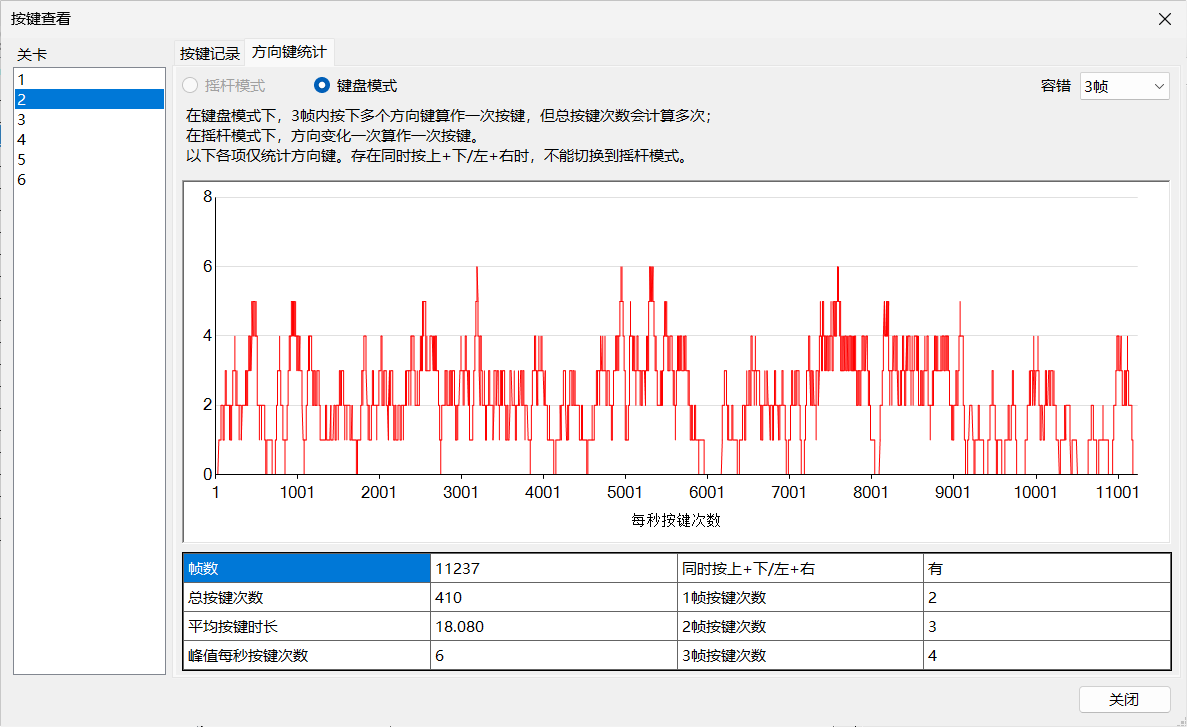 按键查看
关卡
1
2
3
4
5
6
按键记录 方向键统计
摇杆模式 键盘模式 容错 3帧
在键盘模式下，3帧内按下多个方向键算作一次按键，但总按键次数会计算多次；
在摇杆模式下，方向变化一次算作一次按键。
以下各项仅统计方向键。存在同时按上+下/左+右时，不能切换到摇杆模式。
8
6
4
2
0
1 1001 2001 3001 4001 5001 6001 7001 8001 9001 10001 11001
每秒按键次数
帧数 11237 同时按上+下/左+右 有
总按键次数 410 1帧按键次数 2
平均按键时长 18.080 2帧按键次数 3
峰值每秒按键次数 6 3帧按键次数 4
关闭